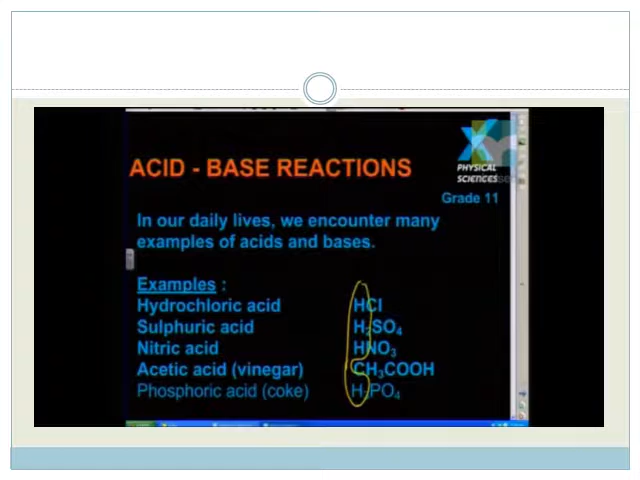 PHYSICAL
SCIENCES
ACID - BASE REACTIONS
Grade 11
In our daily lives, we encounter many
examples of acids and bases.
Examples :
Hydrochloric acid HCl
Sulphuric acid H₂SO₄
Nitric acid HNO₃
Acetic acid (vinegar) CH₃COOH
Phosphoric acid (coke) H₃PO₄